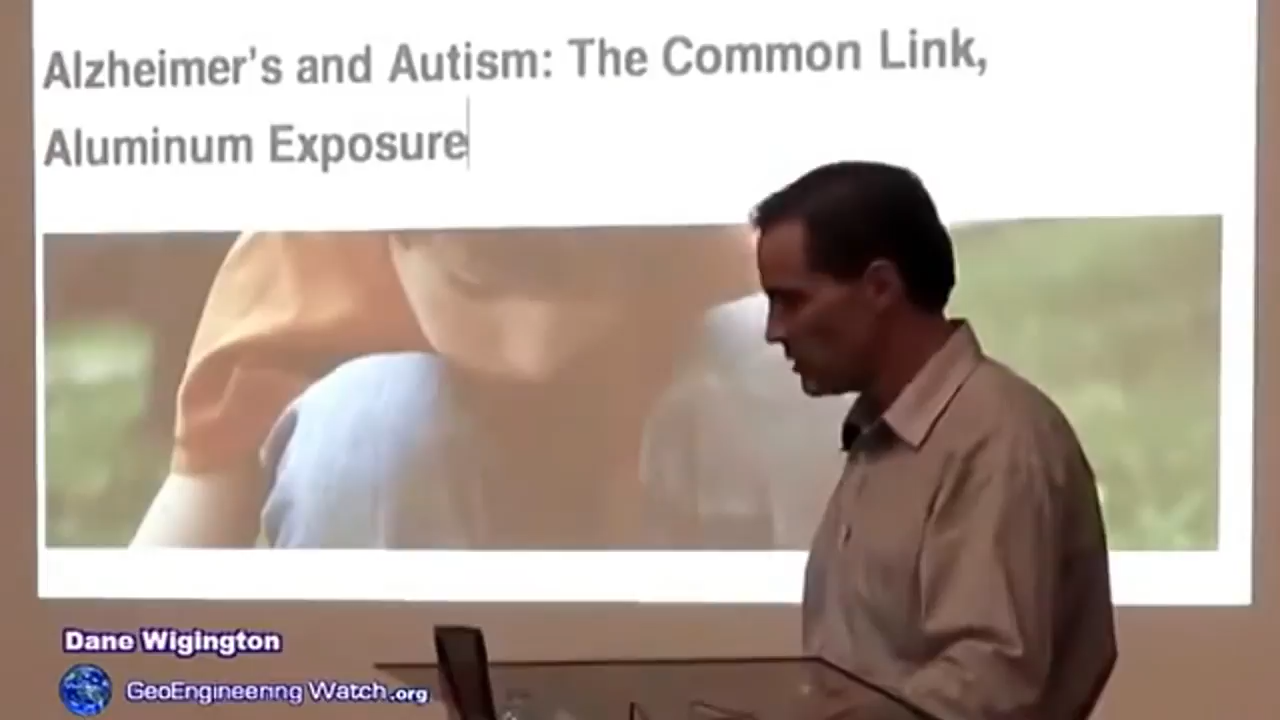 Alzheimer's and Autism: The Common Link,
Aluminum Exposure
Dane Wigington
GeoEngineering Watch.org